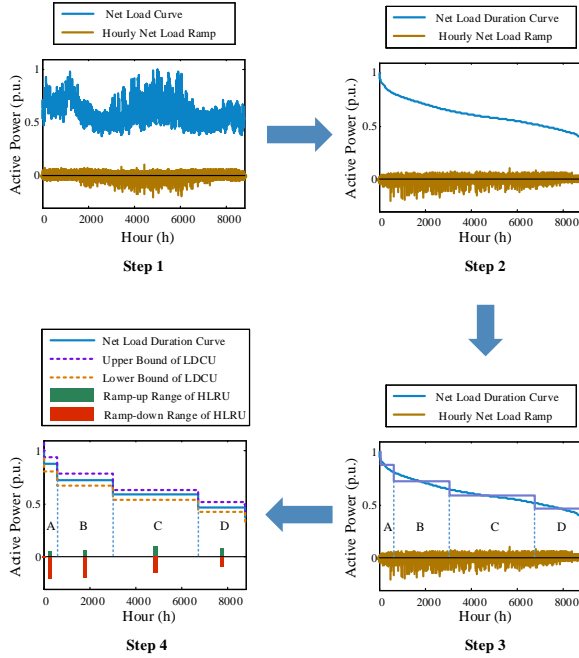 Net Load Curve
Hourly Net Load Ramp
Active Power (p.u.)
1
0.5
0
0
2000
4000
6000
8000
Hour (h)
Step 1
Net Load Duration Curve
Hourly Net Load Ramp
Active Power (p.u.)
1
0.5
0
0
2000
4000
6000
8000
Hour (h)
Step 2
Net Load Duration Curve
Upper Bound of LDCU
Lower Bound of LDCU
Ramp-up Range of HLRU
Ramp-down Range of HLRU
Active Power (p.u.)
1
0.5
0
A
B
C
D
0
2000
4000
6000
8000
Hour (h)
Step 4
Net Load Duration Curve
Hourly Net Load Ramp
Active Power (p.u.)
1
0.5
0
A
B
C
D
0
2000
4000
6000
8000
Hour (h)
Step 3